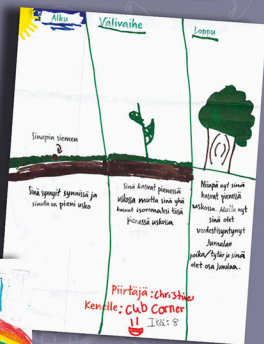 Alku
Välivaihe
Loppu
Sinapin siemen
Sinä synnyit synnissä ja
sinulla on pieni usko
Sinä kasvat pienessä
uskossa mutta sinä yhä
kasvat isommaksi tästä
pienestä uskosta
Niinpä nyt sinä
kasvat pienessä
uskossa. Mutta nyt
sinä olet
uudestisyntynyt
Jumalan
poika/tytär ja sinä
olet osa Jumalaa.
Piirtäjä: Christine
Kenelle: Cub Corner
Ikä: 8